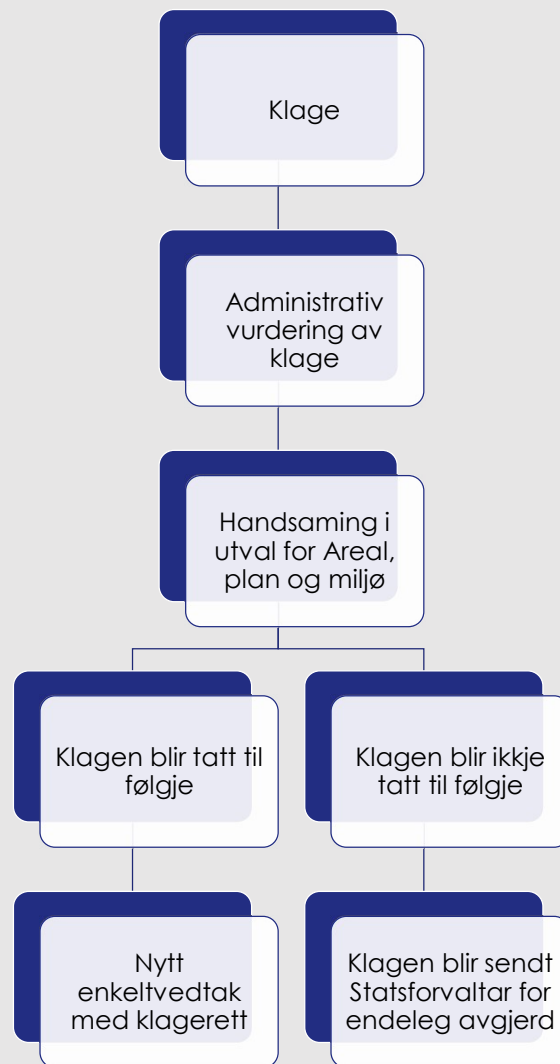 Klage
Administrativ
vurdering av
klage
Handsaming i
utval for Areal,
plan og miljø
Klagen blir tatt til
følgje
Klagen blir ikkje
tatt til følgje
Nytt
enkeltvedtak
med klagerett
Klagen blir sendt
Statsforvaltar for
endeleg avgjerd